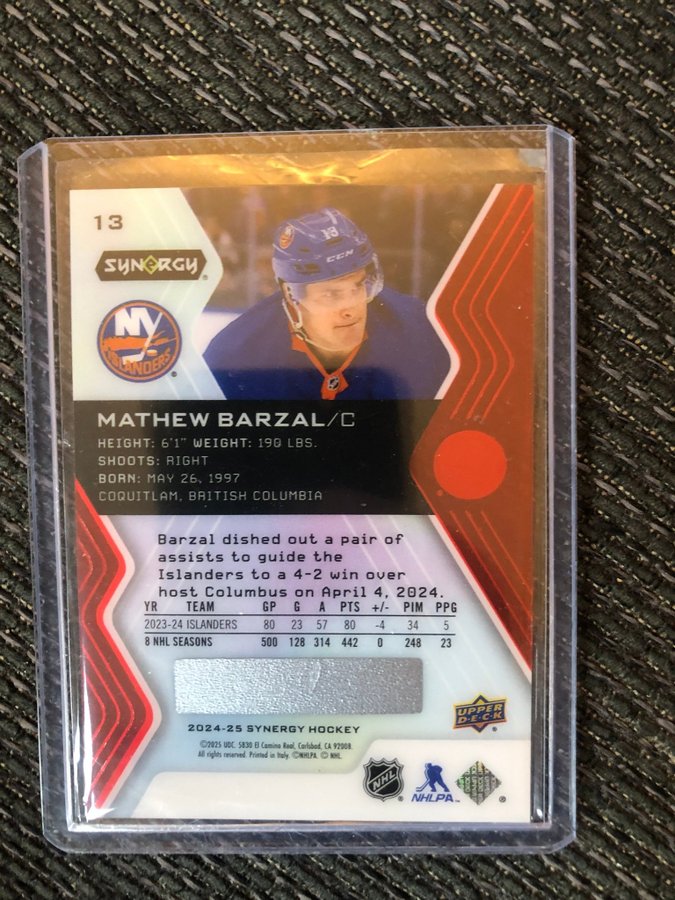 13
SYNERGY
NY
ISLANDERS
13
CCM
MATHEW BARZAL/C
HEIGHT: 6'1" WEIGHT: 190 LBS.
SHOOTS: RIGHT
BORN: MAY 26, 1997
COQUITLAM, BRITISH COLUMBIA
Barzal dished out a pair of
assists to guide the
Islanders to a 4-2 win over
host Columbus on April 4, 2024.
YR TEAM GP G A PTS +/- PIM PPG
2023-24 ISLANDERS 80 23 57 80 -4 34 5
8 NHL SEASONS 500 128 314 442 0 248 23
UPPER
D·E·C·K
2024-25 SYNERGY HOCKEY
©2025 UDC. 5830 El Camino Real, Carlsbad, CA 92008.
All rights reserved. Printed in Italy. ©NHLPA. © NHL.
NHL
NHLPA